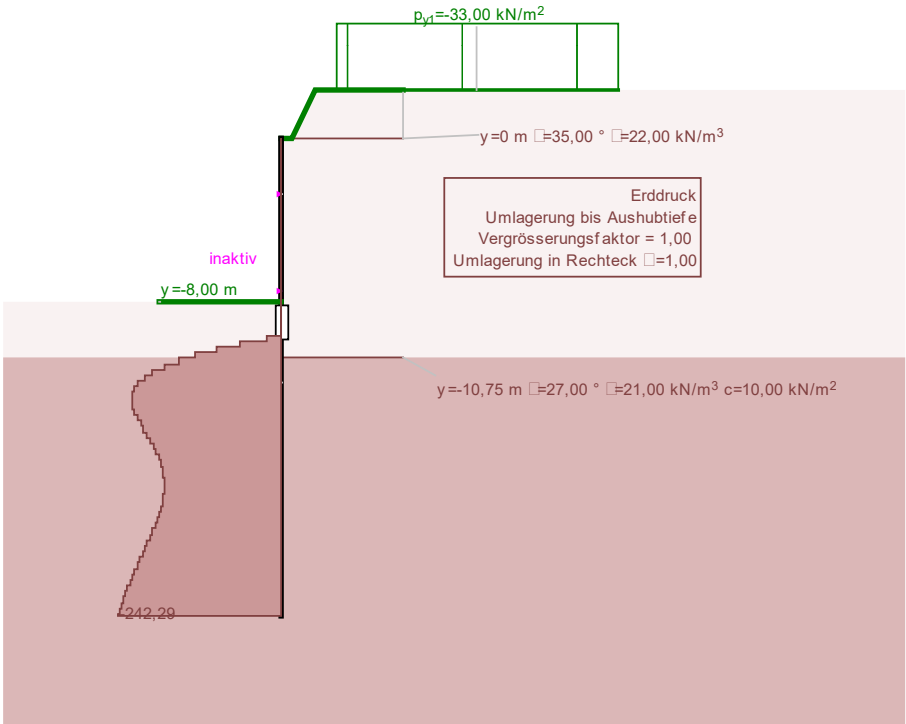 py1=-33,00 kN/m²
y=0 m □=35,00 ° □=22,00 kN/m³
Erddruck
Umlagerung bis Aushubtiefe
Vergrösserungsfaktor = 1,00
Umlagerung in Rechteck □=1,00
inaktiv
y=-8,00 m
y=-10,75 m □=27,00 ° □=21,00 kN/m³ c=10,00 kN/m²
-242,29